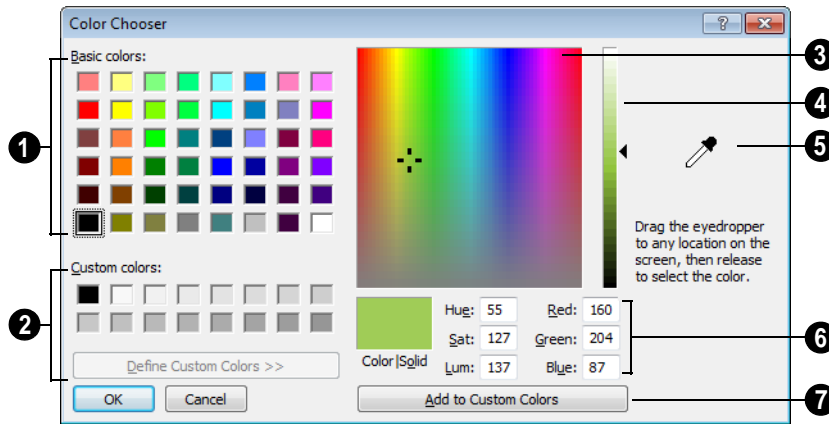 Color Chooser
?
Basic colors:
1
Custom colors:
2
Define Custom Colors >>
OK
Cancel
3
4
5
Drag the eyedropper
to any location on the
screen, then release
to select the color.
Color|Solid
Hue: 55
Red: 160
Sat: 127
Green: 204
Lum: 137
Blue: 87
6
Add to Custom Colors
7